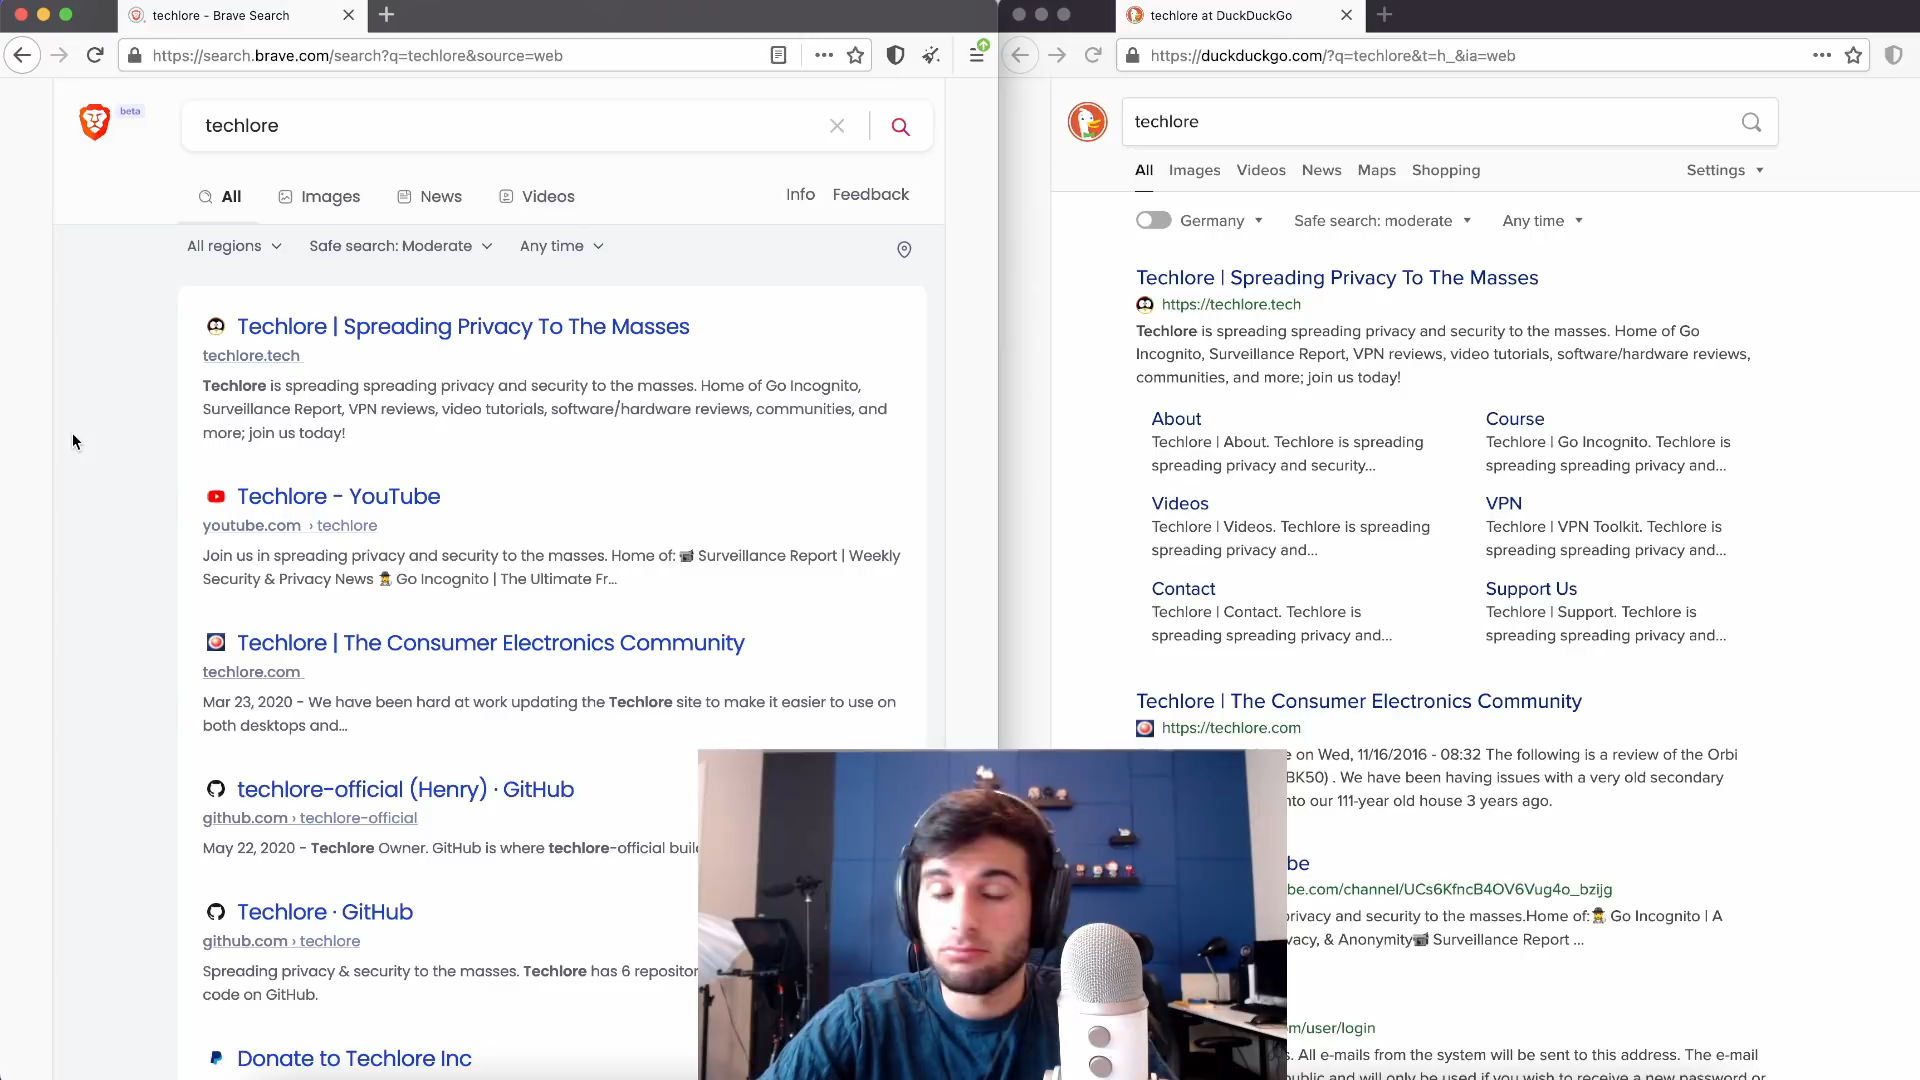 techlore - Brave Search
https://search.brave.com/search?q=techlore&source=web
beta
techlore
All
Images
News
Videos
Info
Feedback
All regions
Safe search: Moderate
Any time
Techlore | Spreading Privacy To The Masses
techlore.tech
Techlore is spreading spreading privacy and security to the masses. Home of Go Incognito,
Surveillance Report, VPN reviews, video tutorials, software/hardware reviews, communities, and
more; join us today!
Techlore - YouTube
youtube.com › techlore
Join us in spreading privacy and security to the masses. Home of: Surveillance Report | Weekly
Security & Privacy News Go Incognito | The Ultimate Fr...
Techlore | The Consumer Electronics Community
techlore.com
Mar 23, 2020 - We have been hard at work updating the Techlore site to make it easier to use on
both desktops and...
techlore-official (Henry) · GitHub
github.com › techlore-official
May 22, 2020 - Techlore Owner. GitHub is where techlore-official buil
Techlore · GitHub
github.com › techlore
Spreading privacy & security to the masses. Techlore has 6 repositor
code on GitHub.
Donate to Techlore Inc
techlore at DuckDuckGo
https://duckduckgo.com/?q=techlore&t=h_&ia=web
techlore
All
Images
Videos
News
Maps
Shopping
Settings
Germany
Safe search: moderate
Any time
Techlore | Spreading Privacy To The Masses
https://techlore.tech
Techlore is spreading spreading privacy and security to the masses. Home of Go
Incognito, Surveillance Report, VPN reviews, video tutorials, software/hardware reviews,
communities, and more; join us today!
About
Techlore | About. Techlore is spreading
spreading privacy and security...
Course
Techlore | Go Incognito. Techlore is
spreading spreading privacy and...
Videos
Techlore | Videos. Techlore is spreading
spreading privacy and...
VPN
Techlore | VPN Toolkit. Techlore is
spreading spreading privacy and...
Contact
Techlore | Contact. Techlore is
spreading spreading privacy and...
Support Us
Techlore | Support. Techlore is
spreading spreading privacy and...
Techlore | The Consumer Electronics Community
https://techlore.com
e on Wed, 11/16/2016 - 08:32 The following is a review of the Orbi
BK50) . We have been having issues with a very old secondary
nto our 111-year old house 3 years ago.
be
be.com/channel/UCs6KfncB4OV6Vug4o_bzijg
privacy and security to the masses.Home of: Go Incognito | A
vacy, & Anonymity Surveillance Report ...
m/user/login
s. All e-mails from the system will be sent to this address. The e-mail
public and will only be used if you wish to receive a new password or